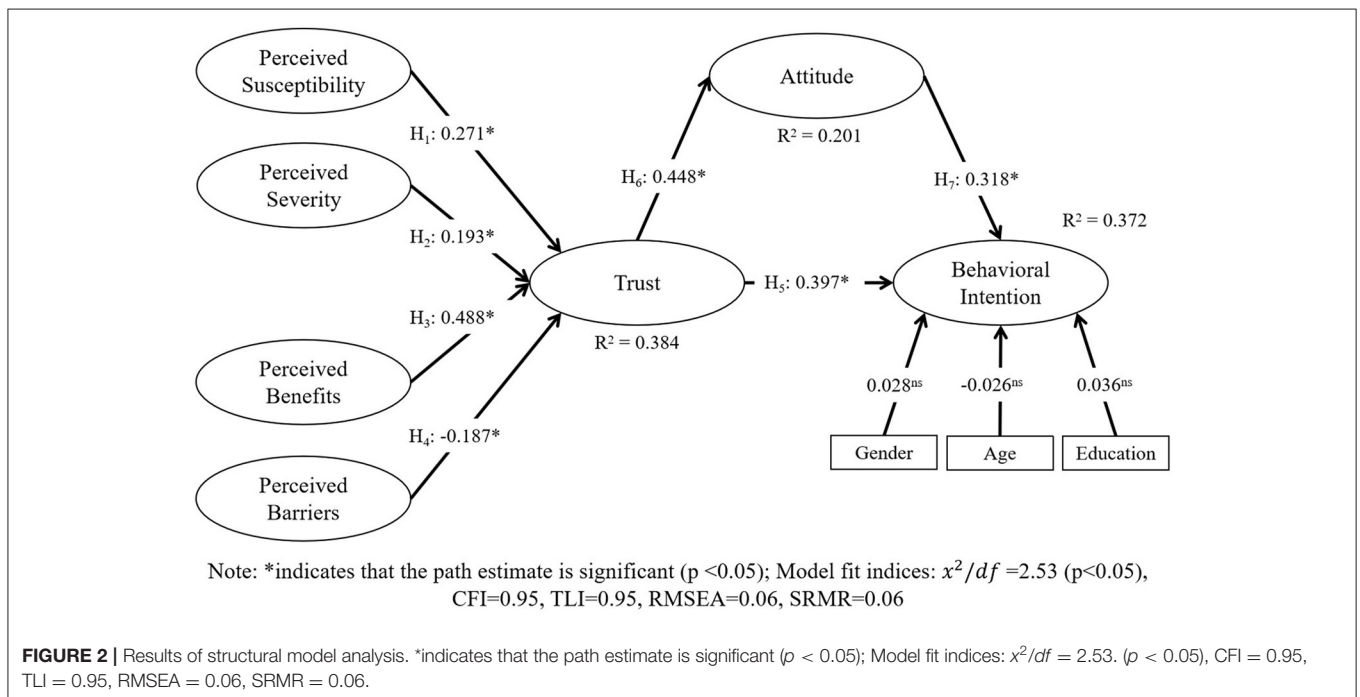 Perceived
Susceptibility
Attitude
R² = 0.201
H₁: 0.271*
H₆: 0.448*
H₇: 0.318*
Perceived
Severity
R² = 0.372
H₂: 0.193*
Trust
H₅: 0.397*
Behavioral
Intention
H₃: 0.488*
R² = 0.384
Perceived
Benefits
0.028ⁿˢ
-0.026ⁿˢ
0.036ⁿˢ
H₄: -0.187*
Gender
Age
Education
Perceived
Barriers
Note: *indicates that the path estimate is significant (p <0.05); Model fit indices: x²/df =2.53 (p<0.05),
CFI=0.95, TLI=0.95, RMSEA=0.06, SRMR=0.06
FIGURE 2 | Results of structural model analysis. *indicates that the path estimate is significant (p < 0.05); Model fit indices: x²/df = 2.53. (p < 0.05), CFI = 0.95,
TLI = 0.95, RMSEA = 0.06, SRMR = 0.06.